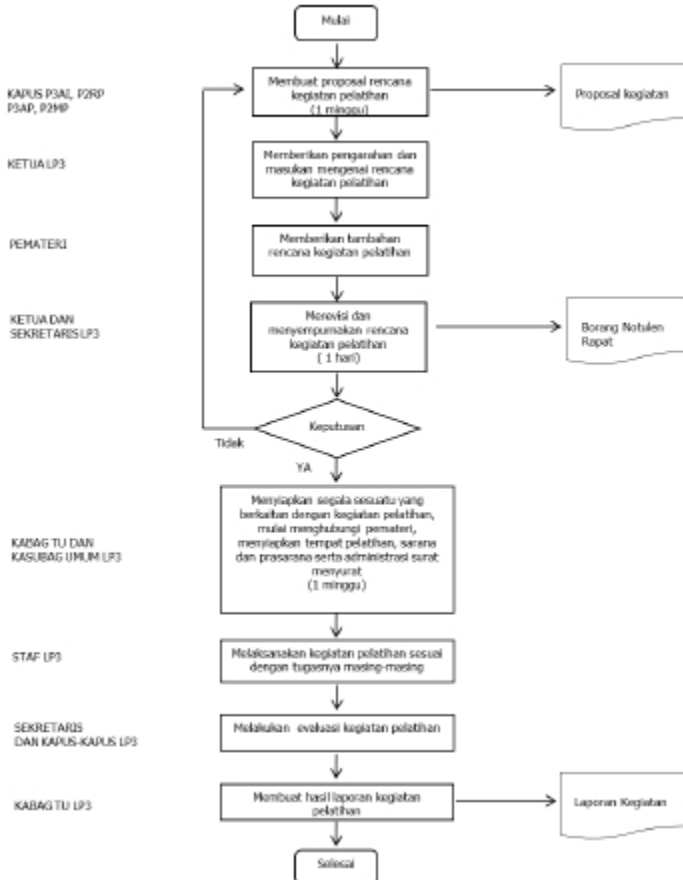 Mulai
KAPUS P3AI, P2RP
P3AP, P2MP
Membuat proposal rencana
kegiatan pelatihan
(1 minggu)
Proposal kegiatan
KETUA LP3
Memberikan pengarahan dan
masukan mengenai rencana
kegiatan pelatihan
PEMATERI
Memberikan tambahan
rencana kegiatan pelatihan
KETUA DAN
SEKRETARIS LP3
Merevisi dan
menyempurnakan rencana
kegiatan pelatihan
( 1 hari)
Borang Notulen
Rapat
Keputusan
Tidak
YA
KABAG TU DAN
KASUBAG UMUM LP3
Menyiapkan segala sesuatu yang
berkaitan dengan kegiatan pelatihan,
mulai menghubungi pemateri,
menyiapkan tempat pelatihan, sarana
dan prasarana serta administrasi surat
menyurat
(1 minggu)
STAF LP3
Melaksanakan kegiatan pelatihan sesuai
dengan tugasnya masing-masing
SEKRETARIS
DAN KAPUS-KAPUS LP3
Melakukan evaluasi kegiatan pelatihan
KABAG TU LP3
Membuat hasil laporan kegiatan
pelatihan
Laporan Kegiatan
Selesai